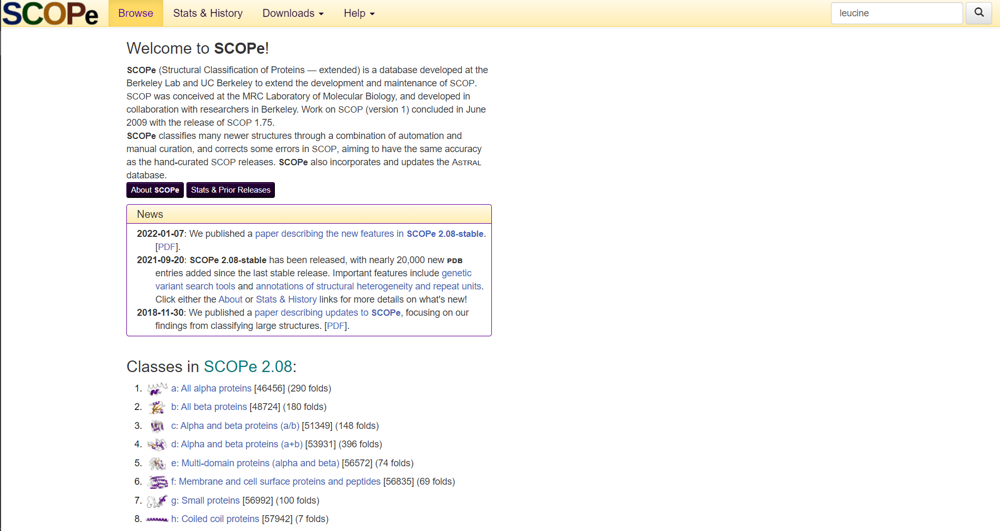 SCOPe Browse Stats & History Downloads Help leucine
Welcome to SCOPe!
SCOPe (Structural Classification of Proteins — extended) is a database developed at the
Berkeley Lab and UC Berkeley to extend the development and maintenance of SCOP.
SCOP was conceived at the MRC Laboratory of Molecular Biology, and developed in
collaboration with researchers in Berkeley. Work on SCOP (version 1) concluded in June
2009 with the release of SCOP 1.75.
SCOPe classifies many newer structures through a combination of automation and
manual curation, and corrects some errors in SCOP, aiming to have the same accuracy
as the hand-curated SCOP releases. SCOPe also incorporates and updates the ASTRAL
database.
About SCOPe Stats & Prior Releases
News
2022-01-07: We published a paper describing the new features in SCOPe 2.08-stable.
[PDF].
2021-09-20: SCOPe 2.08-stable has been released, with nearly 20,000 new PDB
entries added since the last stable release. Important features include genetic
variant search tools and annotations of structural heterogeneity and repeat units.
Click either the About or Stats & History links for more details on what's new!
2018-11-30: We published a paper describing updates to SCOPe, focusing on our
findings from classifying large structures. [PDF].
Classes in SCOPe 2.08:
1. a: All alpha proteins [46456] (290 folds)
2. b: All beta proteins [48724] (180 folds)
3. c: Alpha and beta proteins (a/b) [51349] (148 folds)
4. d: Alpha and beta proteins (a+b) [53931] (396 folds)
5. e: Multi-domain proteins (alpha and beta) [56572] (74 folds)
6. f: Membrane and cell surface proteins and peptides [56835] (69 folds)
7. g: Small proteins [56992] (100 folds)
8. h: Coiled coil proteins [57942] (7 folds)